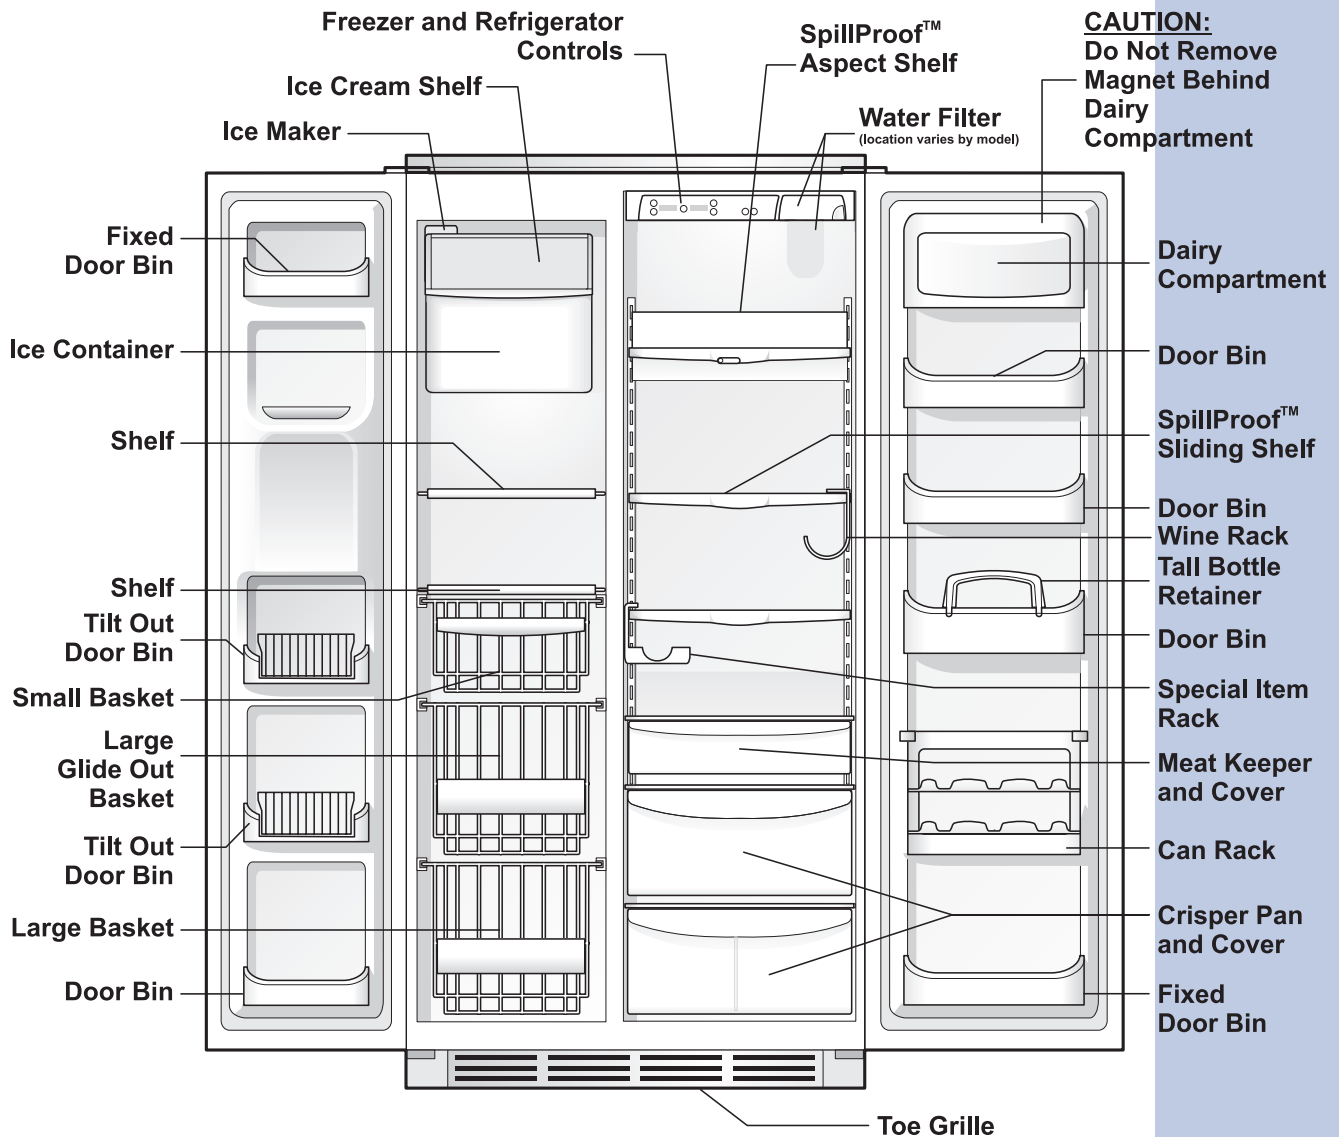 Freezer and Refrigerator
Controls
Ice Cream Shelf
Ice Maker
SpillProof™
Aspect Shelf
Water Filter
(location varies by model)
CAUTION:
Do Not Remove
Magnet Behind
Dairy
Compartment
Fixed
Door Bin
Ice Container
Shelf
Shelf
Tilt Out
Door Bin
Small Basket
Large
Glide Out
Basket
Tilt Out
Door Bin
Large Basket
Door Bin
Dairy
Compartment
Door Bin
SpillProof™
Sliding Shelf
Door Bin
Wine Rack
Tall Bottle
Retainer
Door Bin
Special Item
Rack
Meat Keeper
and Cover
Can Rack
Crisper Pan
and Cover
Fixed
Door Bin
Toe Grille